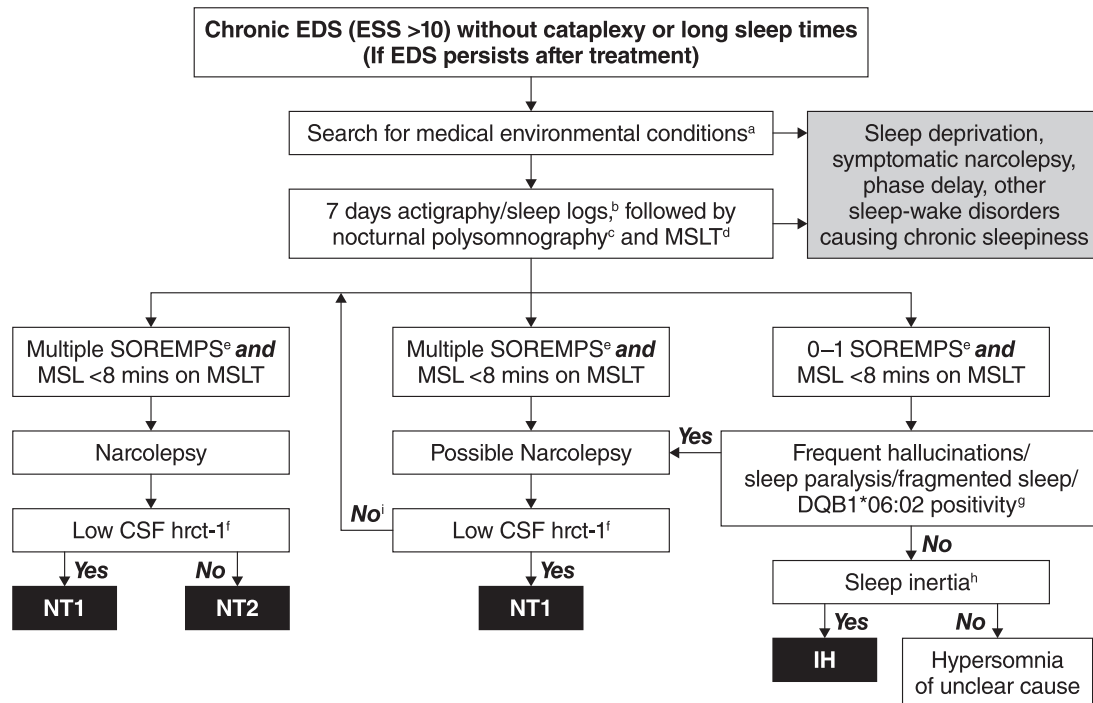 Chronic EDS (ESS >10) without cataplexy or long sleep times
(If EDS persists after treatment)
Search for medical environmental conditionsᵃ
Sleep deprivation,
symptomatic narcolepsy,
phase delay, other
sleep-wake disorders
causing chronic sleepiness
7 days actigraphy/sleep logs,ᵇ followed by
nocturnal polysomnographyᶜ and MSLTᵈ
Multiple SOREMPSᵉ and
MSL <8 mins on MSLT
Narcolepsy
Low CSF hrct-1ᶠ
Yes
No
NT1
NT2
Multiple SOREMPSᵉ and
MSL <8 mins on MSLT
Possible Narcolepsy
Noⁱ
Low CSF hrct-1ᶠ
Yes
NT1
0–1 SOREMPSᵉ and
MSL <8 mins on MSLT
Yes
Frequent hallucinations/
sleep paralysis/fragmented sleep/
DQB1*06:02 positivityᵍ
No
Sleep inertiaʰ
Yes
No
IH
Hypersomnia
of unclear cause